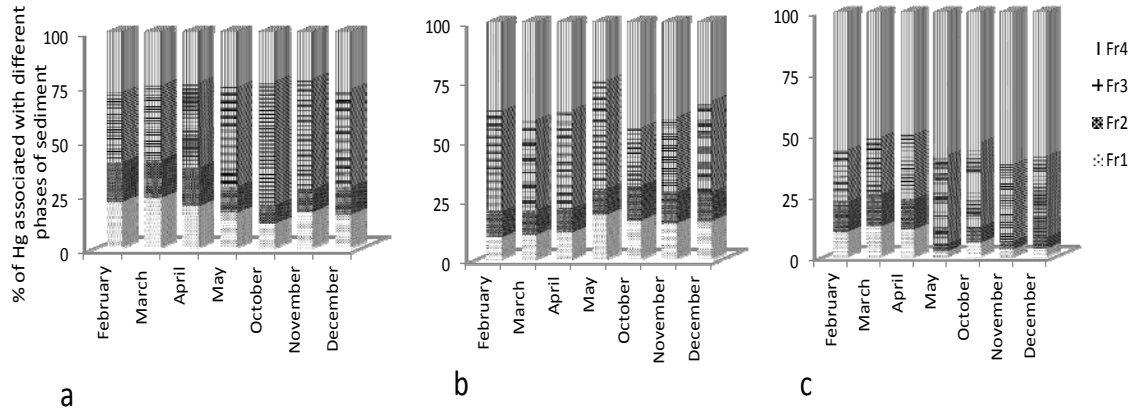 % of Hg associated with different
phases of sediment
100
75
50
25
0
February
March
April
May
October
November
December
a
100
75
50
25
0
February
March
April
May
October
November
December
b
100
75
50
25
0
February
March
April
May
October
November
December
c
Fr4
Fr3
Fr2
Fr1